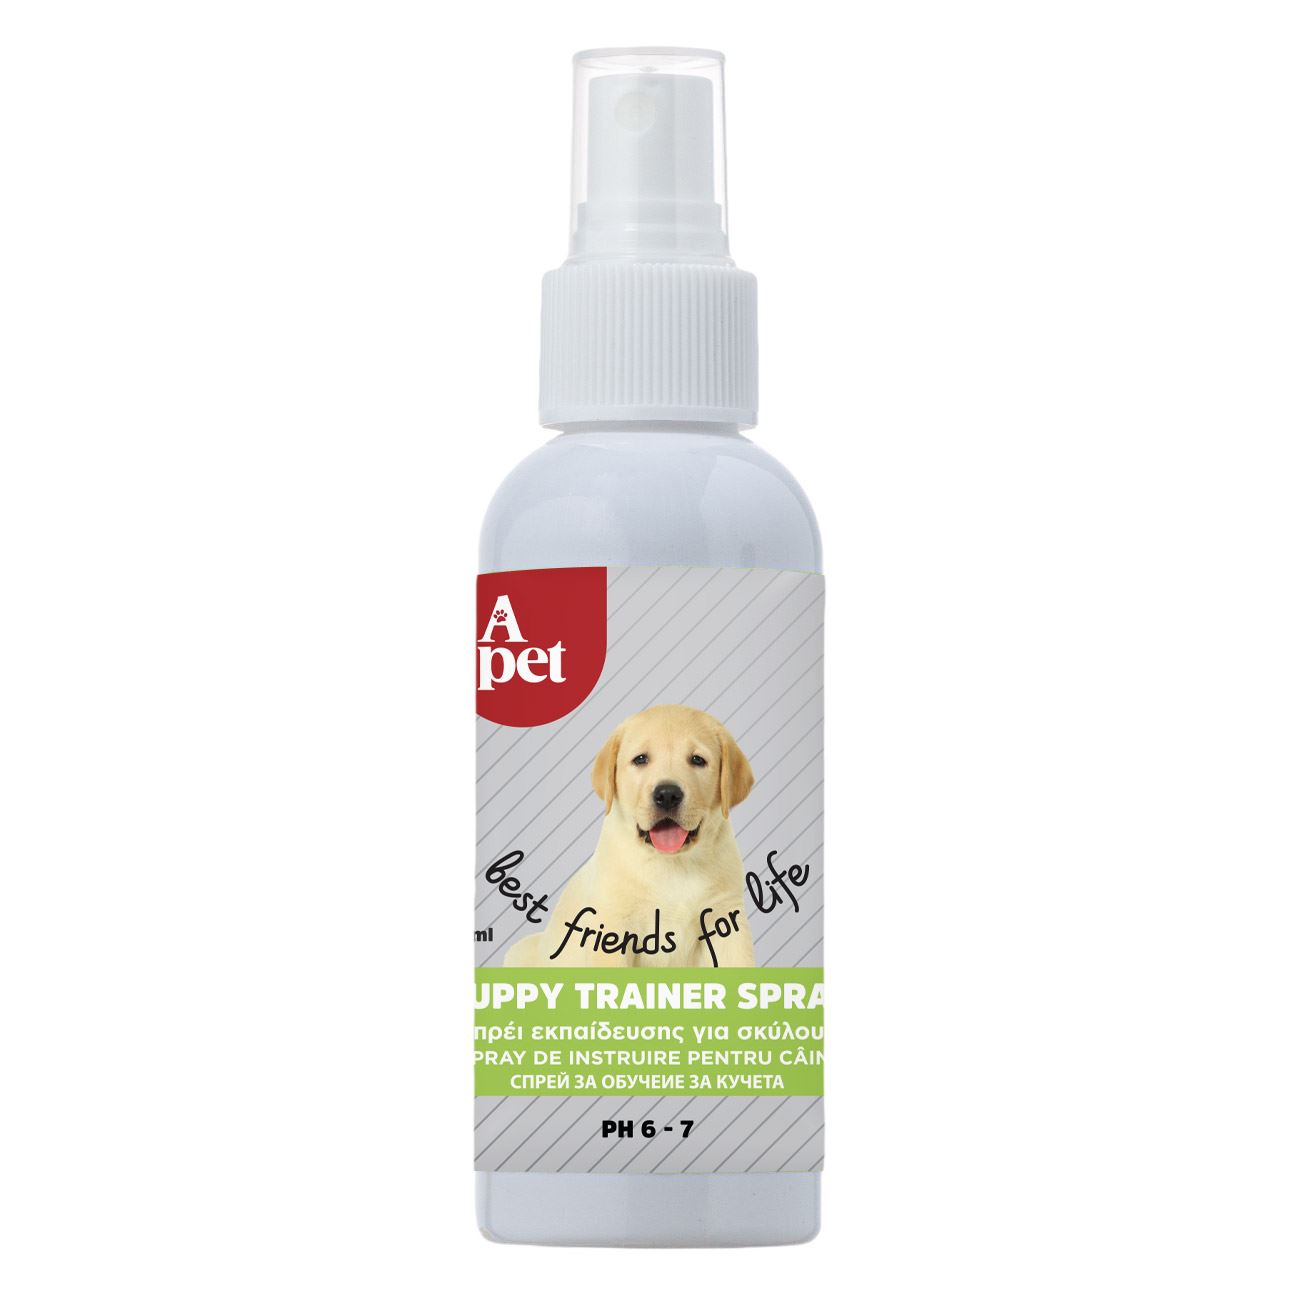 A
pet
best friends for life
ml
UPPY TRAINER SPRA
πρέι εκπαίδευσης για σκύλου
PRAY DE INSTRUIRE PENTRU CÂIN
СПРЕЙ ЗА ОБУЧЕИЕ ЗА КУЧЕТА
PH 6 - 7